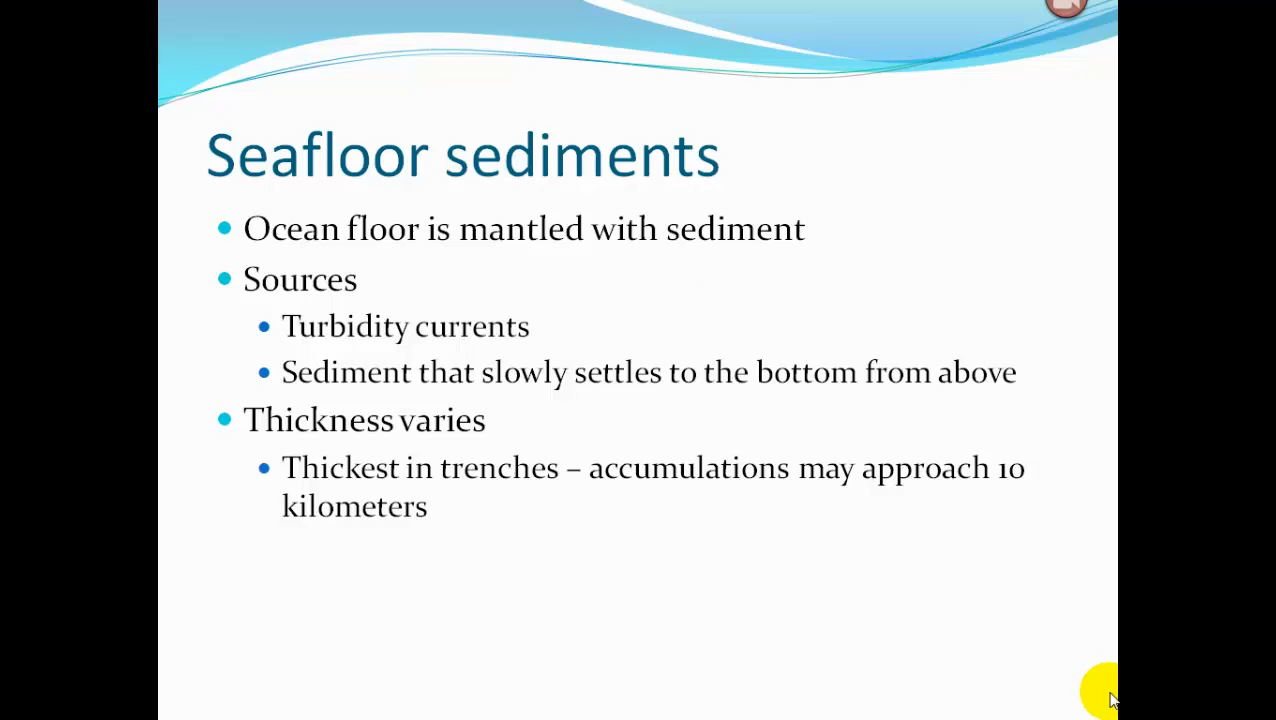 Seafloor sediments
Ocean floor is mantled with sediment
Sources
Turbidity currents
Sediment that slowly settles to the bottom from above
Thickness varies
Thickest in trenches – accumulations may approach 10
kilometers